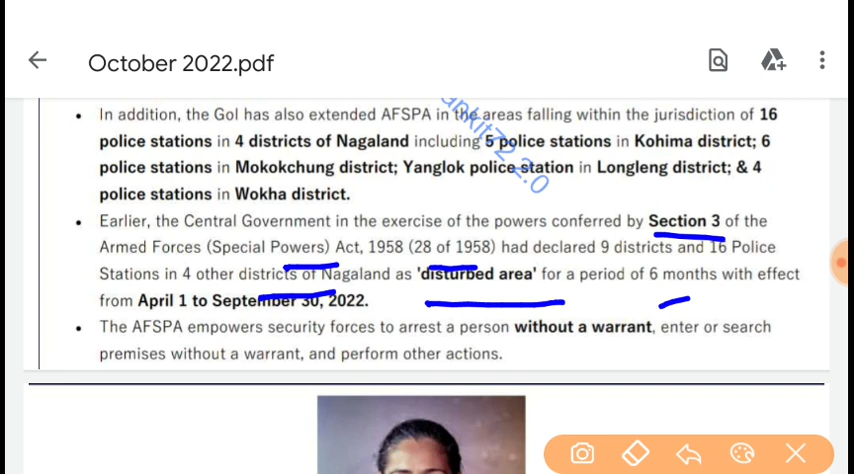 October 2022.pdf
• In addition, the GoI has also extended AFSPA in the areas falling within the jurisdiction of 16
police stations in 4 districts of Nagaland including 5 police stations in Kohima district; 6
police stations in Mokokchung district; Yanglok police station in Longleng district; & 4
police stations in Wokha district.
• Earlier, the Central Government in the exercise of the powers conferred by Section 3 of the
Armed Forces (Special Powers) Act, 1958 (28 of 1958) had declared 9 districts and 16 Police
Stations in 4 other districts of Nagaland as 'disturbed area' for a period of 6 months with effect
from April 1 to September 30, 2022.
• The AFSPA empowers security forces to arrest a person without a warrant, enter or search
premises without a warrant, and perform other actions.